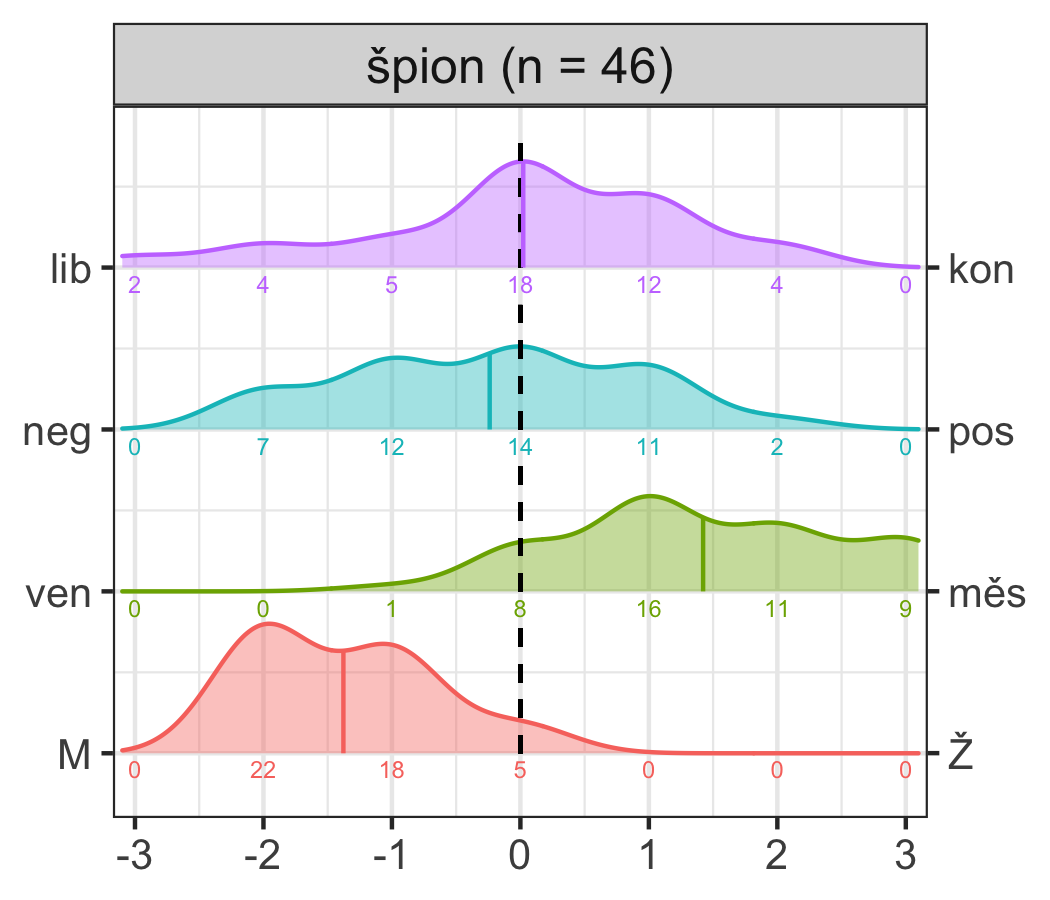 špion (n = 46)
lib kon
2 4 5 18 12 4 0
neg pos
0 7 12 14 11 2 0
ven měs
0 0 1 8 16 11 9
M Ž
0 22 18 5 0 0 0
-3 -2 -1 0 1 2 3